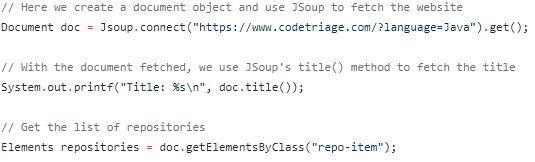 // Here we create a document object and use JSoup to fetch the website
Document doc = Jsoup.connect("https://www.codetriage.com/?language=Java").get();
// With the document fetched, we use JSoup's title() method to fetch the title
System.out.printf("Title: %s\n", doc.title());
// Get the list of repositories
Elements repositories = doc.getElementsByClass("repo-item");